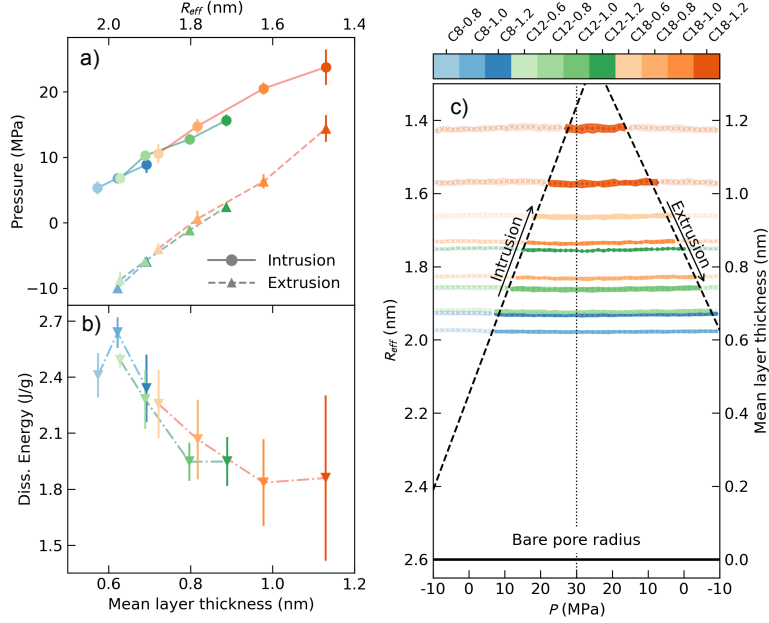 R_eff (nm)
2.0 1.8 1.6 1.4
a)
Pressure (MPa)
20
10
0
−10
Intrusion
Extrusion
b)
Diss. Energy (J/g)
2.7
2.4
2.1
1.8
1.5
0.6 0.8 1.0 1.2
Mean layer thickness (nm)
C8-0.8
C8-1.0
C8-1.2
C12-0.6
C12-0.8
C12-1.0
C12-1.2
C18-0.6
C18-0.8
C18-1.0
C18-1.2
c)
R_eff (nm)
1.4
1.6
1.8
2.0
2.2
2.4
2.6
Intrusion
Extrusion
Bare pore radius
1.2
1.0
0.8
0.6
0.4
0.2
0.0
Mean layer thickness (nm)
-10 0 10 20 30 20 10 0 -10
P (MPa)